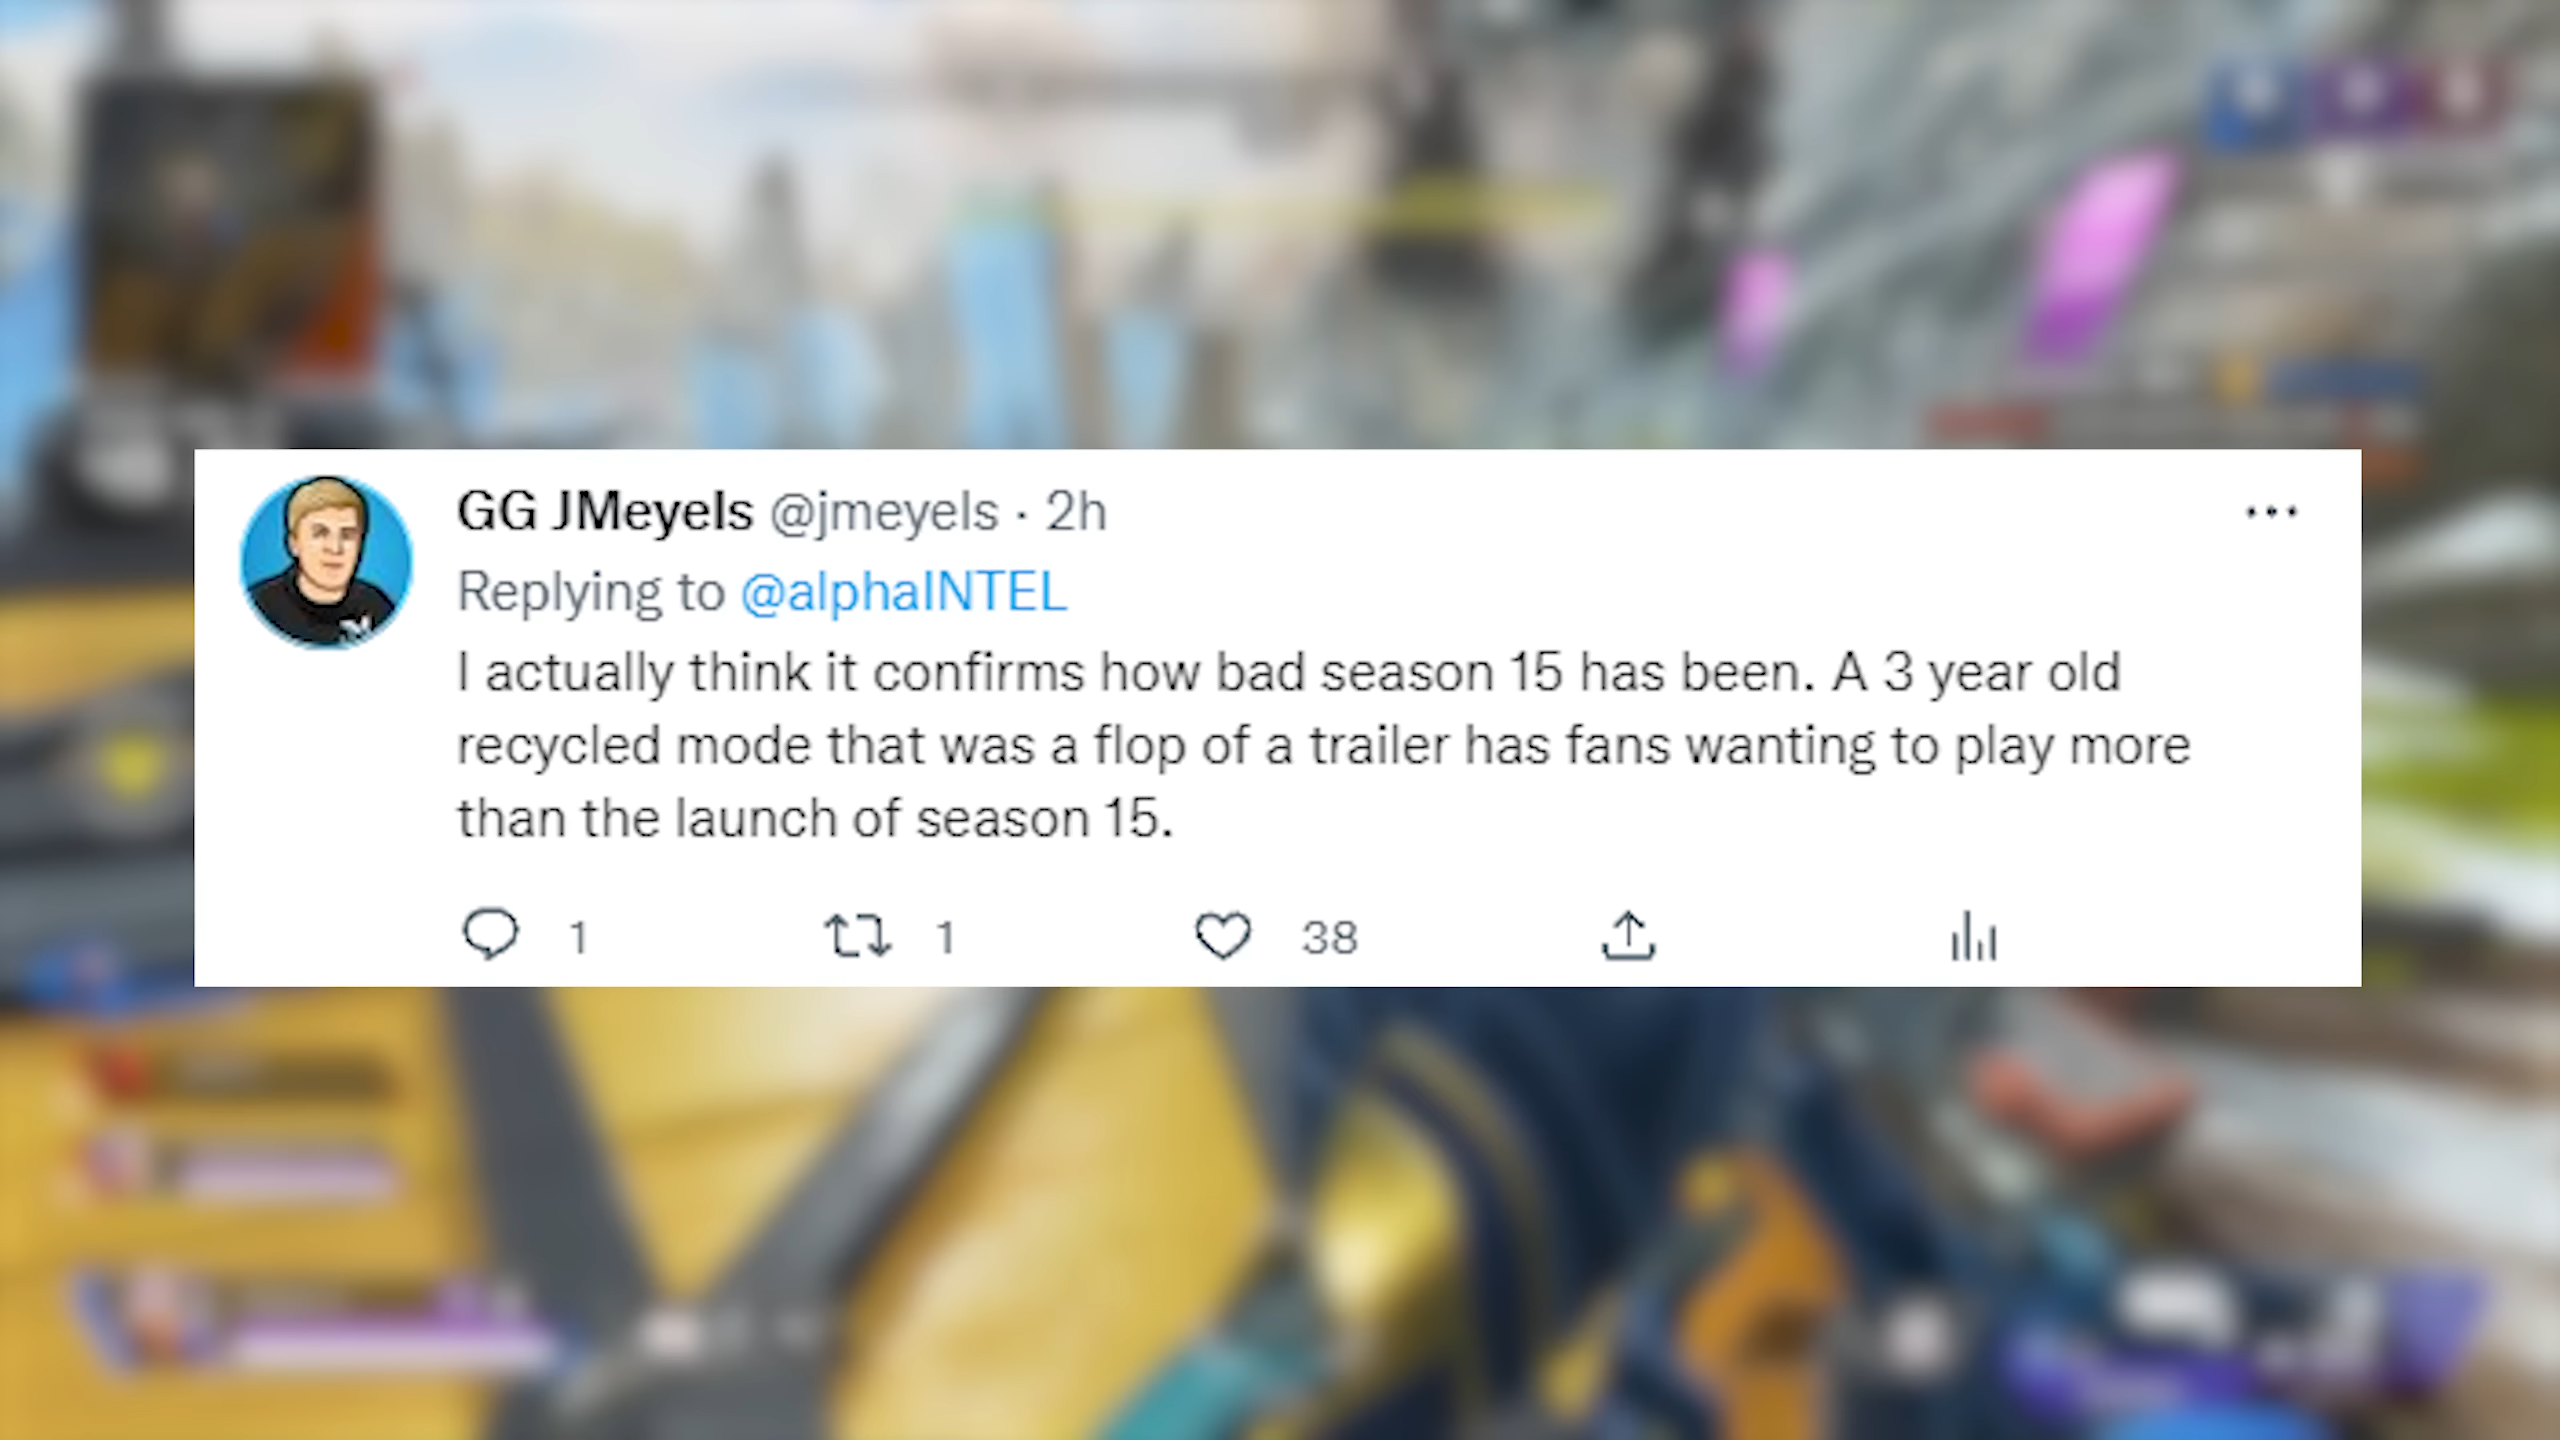 GG JMeyels @jmeyels · 2h
Replying to @alphaINTEL
I actually think it confirms how bad season 15 has been. A 3 year old
recycled mode that was a flop of a trailer has fans wanting to play more
than the launch of season 15.
1 1 38